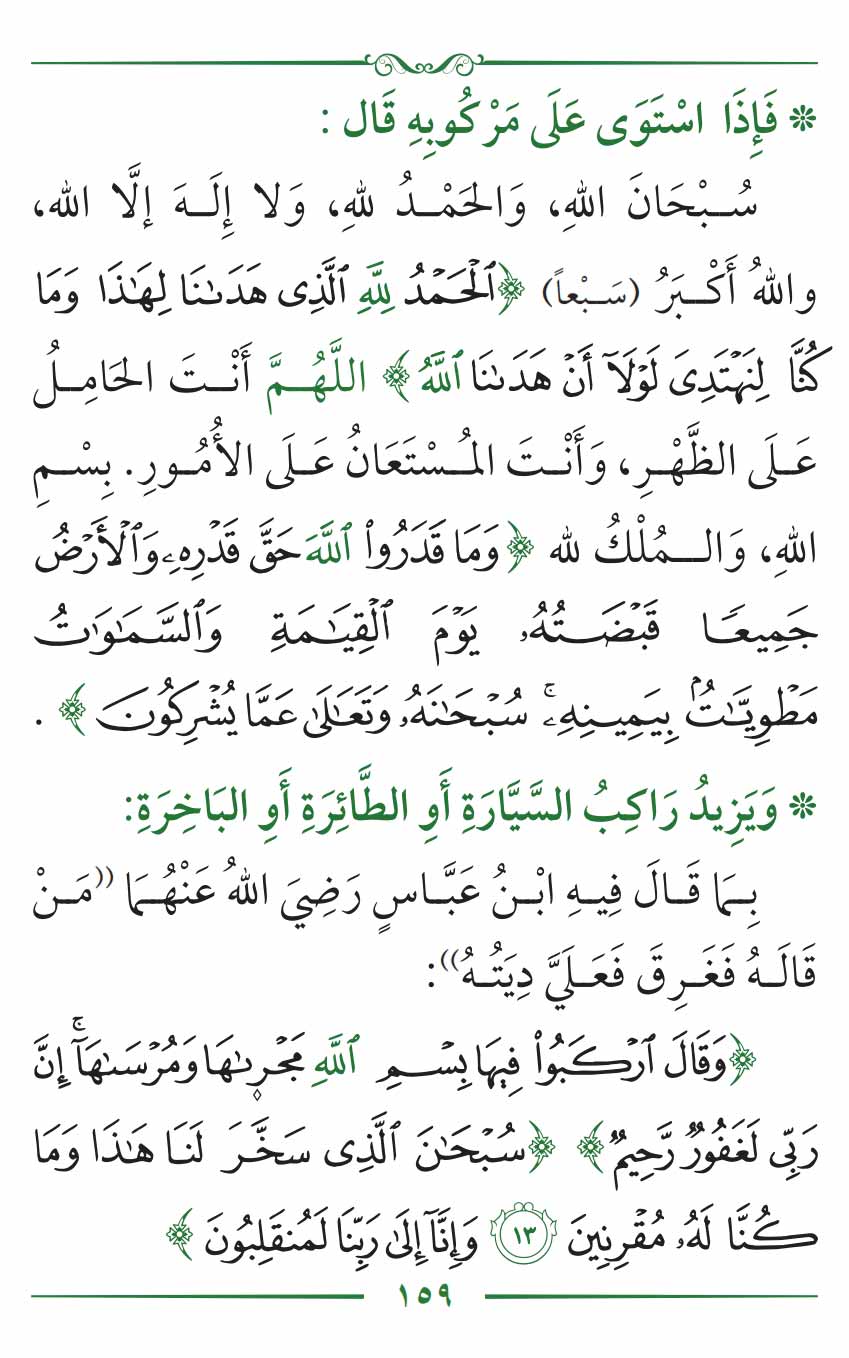 ❊ فَإِذَا اسْتَوَى عَلَى مَرْكُوبِهِ قَال :
سُبْحَانَ اللهِ، وَالحَمْدُ للهِ، وَلا إِلَهَ إلَّا الله،
واللهُ أَكْبَرُ (سَبْعاً) ﴿ٱلْحَمْدُ لِلَّهِ ٱلَّذِى هَدَىٰنَا لِهَٰذَا وَمَا
كُنَّا لِنَهْتَدِىَ لَوْلَآ أَنْ هَدَىٰنَا ٱللَّهُ﴾ اللَّهُمَّ أَنْتَ الحَامِلُ
عَلَى الظَّهْرِ، وَأَنْتَ المُسْتَعَانُ عَلَى الأُمُورِ. بِسْمِ
اللهِ، وَالمُلْكُ لله ﴿وَمَا قَدَرُوا۟ ٱللَّهَ حَقَّ قَدْرِهِۦ وَٱلْأَرْضُ
جَمِيعًا قَبْضَتُهُۥ يَوْمَ ٱلْقِيَٰمَةِ وَٱلسَّمَٰوَٰتُ
مَطْوِيَّٰتٌۢ بِيَمِينِهِۦ ۚ سُبْحَٰنَهُۥ وَتَعَٰلَىٰ عَمَّا يُشْرِكُونَ﴾ .
❊ وَيَزِيدُ رَاكِبُ السَّيَّارَةِ أَوِ الطَّائِرَةِ أَوِ البَاخِرَةِ:
بِمَا قَالَ فِيهِ ابْنُ عَبَّاسٍ رَضِيَ اللهُ عَنْهُمَا ((مَنْ
قَالَهُ فَغَرِقَ فَعَلَيَّ دِيَتُهُ)):
﴿وَقَالَ ٱرْكَبُوا۟ فِيهَا بِسْمِ ٱللَّهِ مَجْر۪ىٰهَا وَمُرْسَىٰهَآ ۚ إِنَّ
رَبِّى لَغَفُورٌ رَّحِيمٌ﴾ ﴿سُبْحَٰنَ ٱلَّذِى سَخَّرَ لَنَا هَٰذَا وَمَا
كُنَّا لَهُۥ مُقْرِنِينَ ١٣ وَإِنَّآ إِلَىٰ رَبِّنَا لَمُنقَلِبُونَ﴾
١٥٩